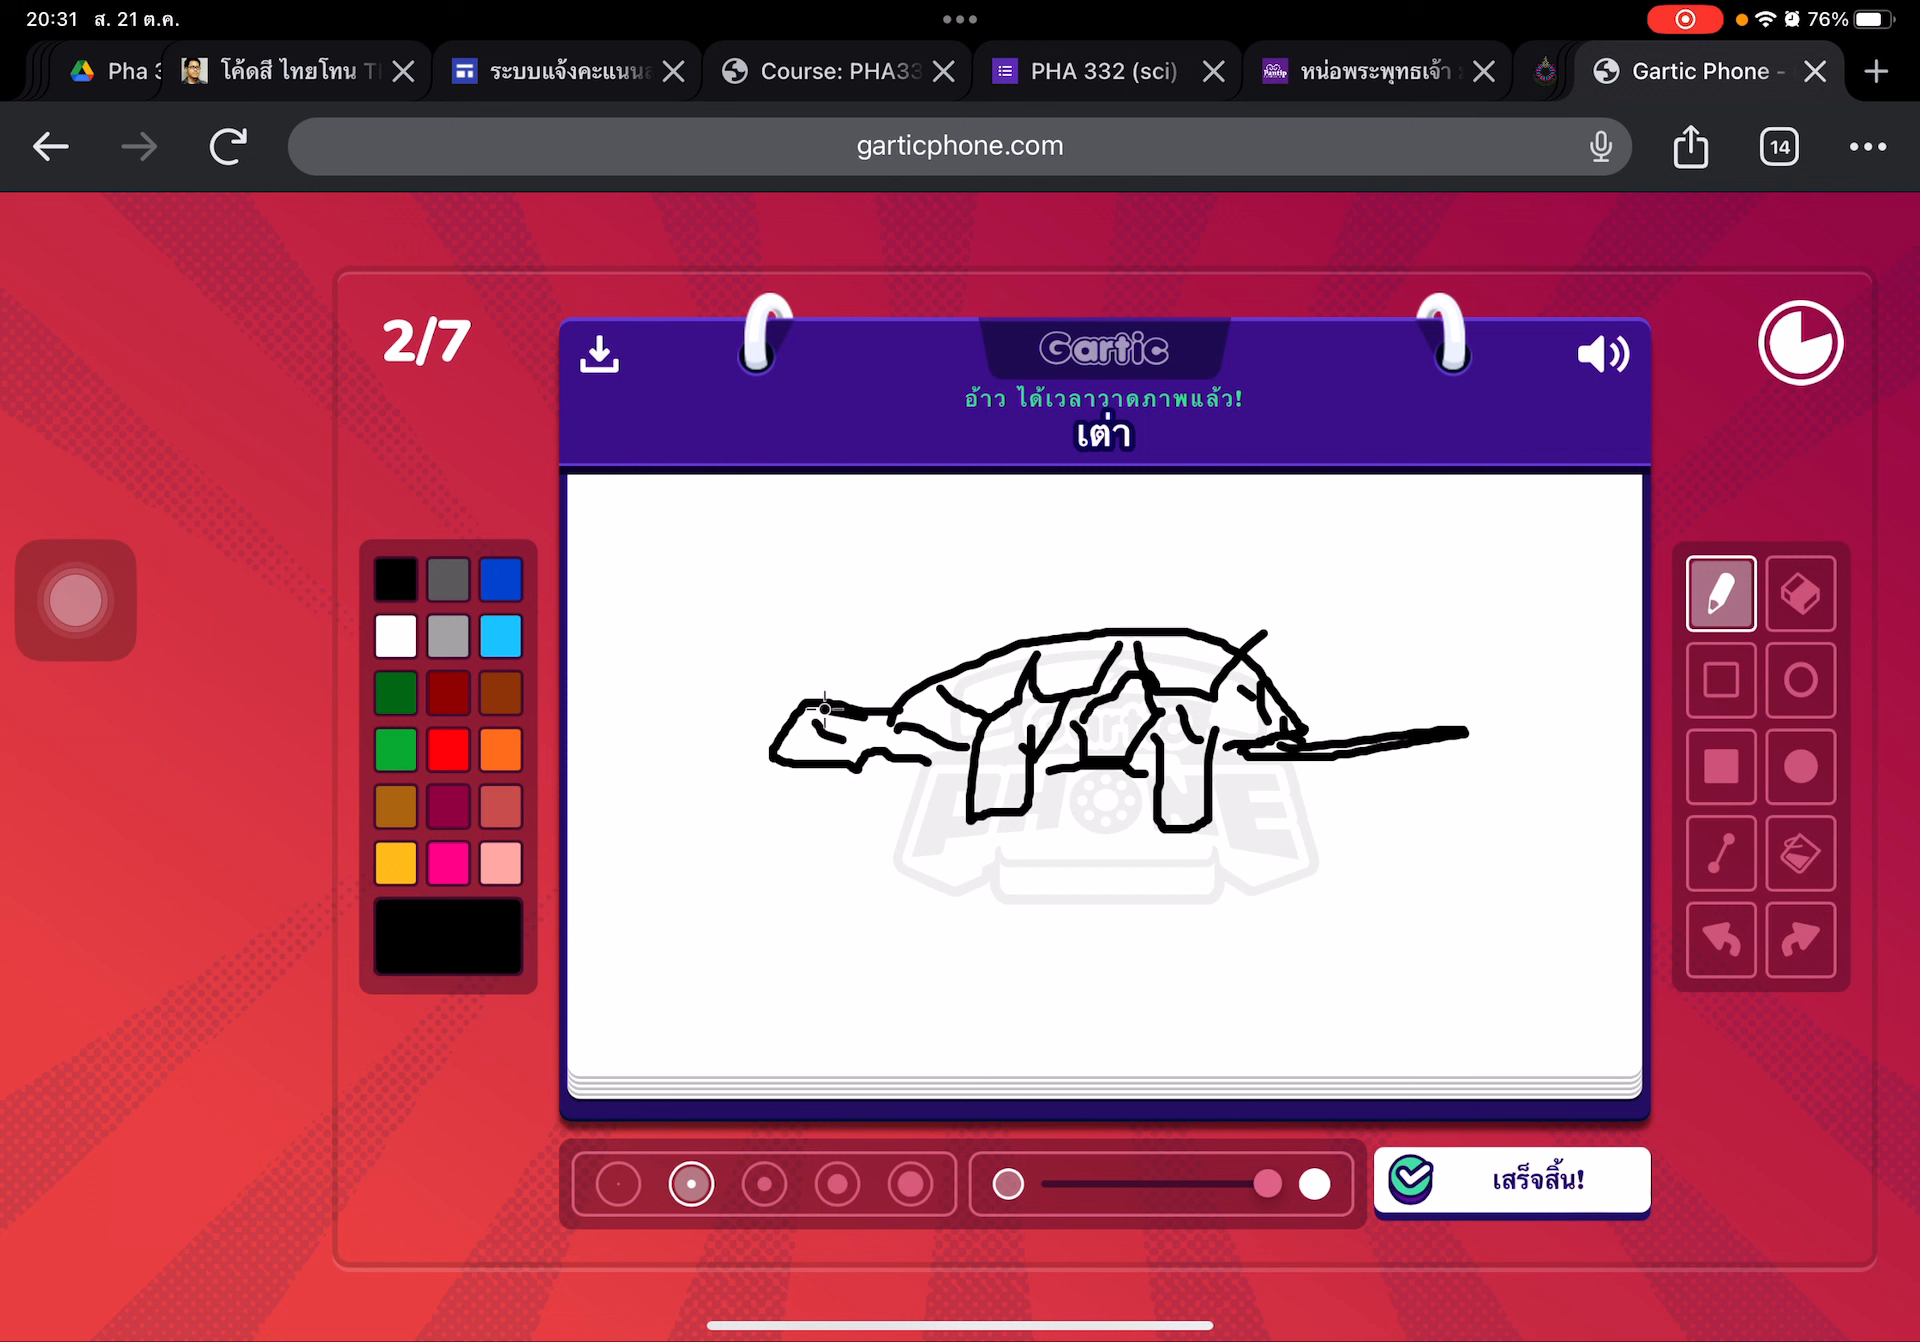 20:31 ส. 21 ต.ค.
76%
Pha 3
โค้ดสี ไทยโทน T
ระบบแจ้งคะแนน
Course: PHA33
PHA 332 (sci)
Pantip
หน่อพระพุทธเจ้า
Gartic Phone -
garticphone.com
14
2/7
Gartic
อ้าว ได้เวลาวาดภาพแล้ว!
เต่า
Gartic
PHONE
เสร็จสิ้น!